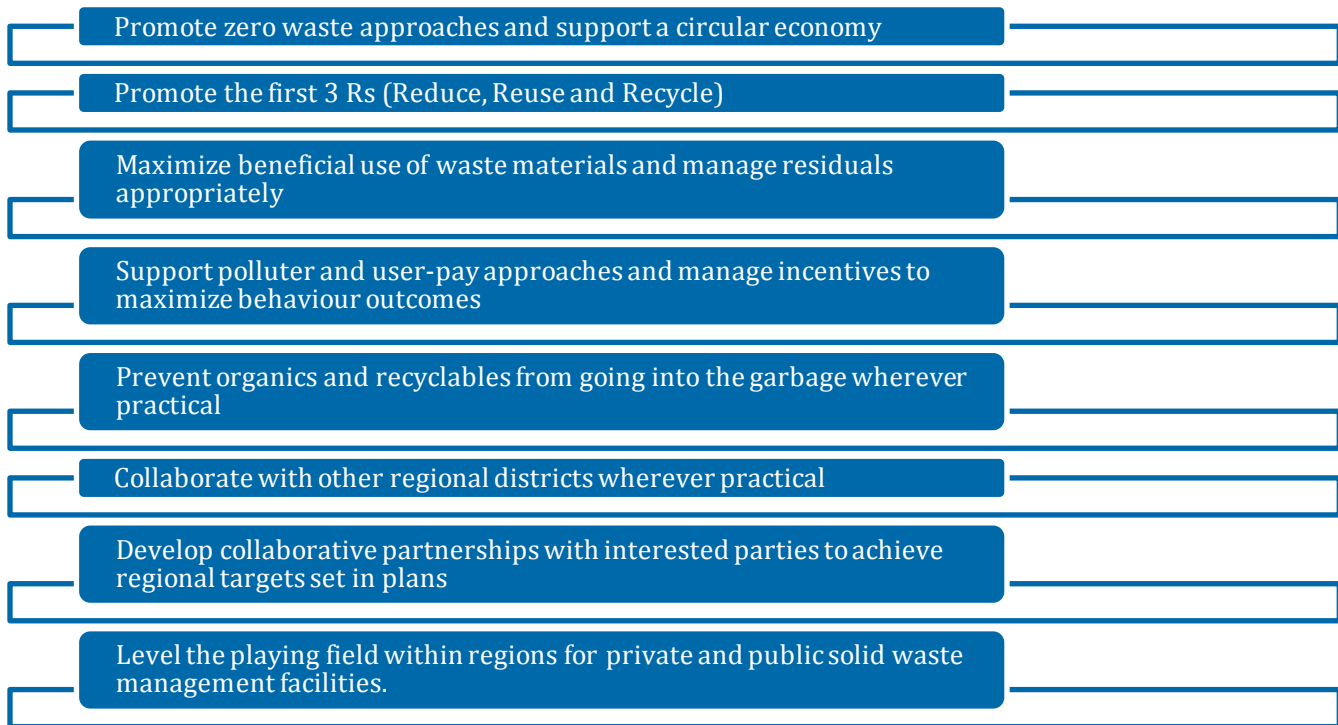 Promote zero waste approaches and support a circular economy
Promote the first 3 Rs (Reduce, Reuse and Recycle)
Maximize beneficial use of waste materials and manage residuals
appropriately
Support polluter and user-pay approaches and manage incentives to
maximize behaviour outcomes
Prevent organics and recyclables from going into the garbage wherever
practical
Collaborate with other regional districts wherever practical
Develop collaborative partnerships with interested parties to achieve
regional targets set in plans
Level the playing field within regions for private and public solid waste
management facilities.